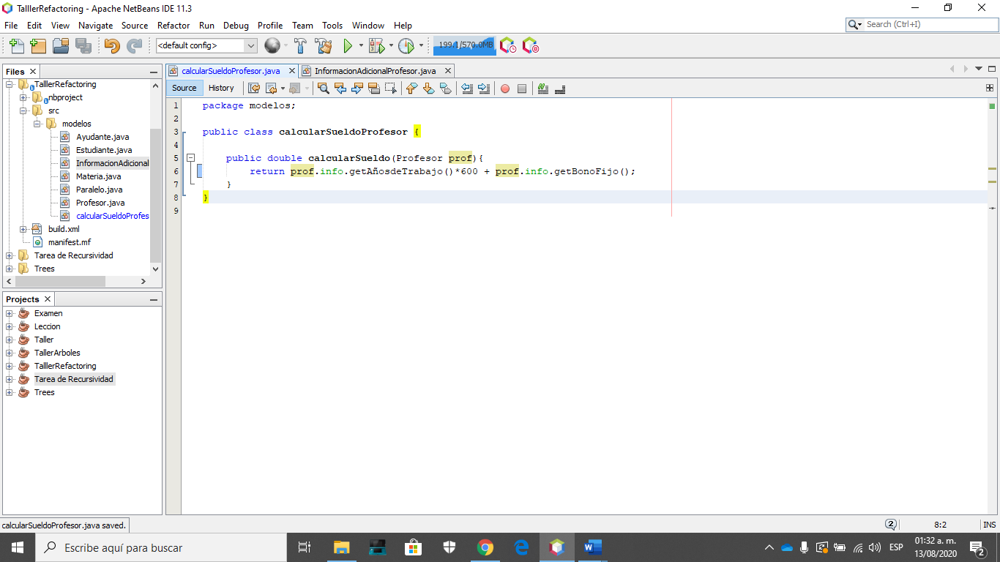 TalllerRefactoring - Apache NetBeans IDE 11.3
File Edit View Navigate Source Refactor Run Debug Profile Team Tools Window Help
Search (Ctrl+I)
<default config>
199.1/570.0MB
Files
calcularSueldoProfesor.java
InformacionAdicionalProfesor.java
Source History
TalllerRefactoring
nbproject
src
modelos
Ayudante.java
Estudiante.java
InformacionAdicional
Materia.java
Paralelo.java
Profesor.java
calcularSueldoProfes
build.xml
manifest.mf
Tarea de Recursividad
Trees
1 package modelos;
2
3 public class calcularSueldoProfesor {
4
5 public double calcularSueldo(Profesor prof){
6 return prof.info.getAñosdeTrabajo()*600 + prof.info.getBonoFijo();
7 }
8 }
9
Projects
Examen
Leccion
Taller
TallerArboles
TalllerRefactoring
Tarea de Recursividad
Trees
calcularSueldoProfesor.java saved.
2
8:2
INS
Escribe aquí para buscar
ESP
01:32 a. m.
13/08/2020
2